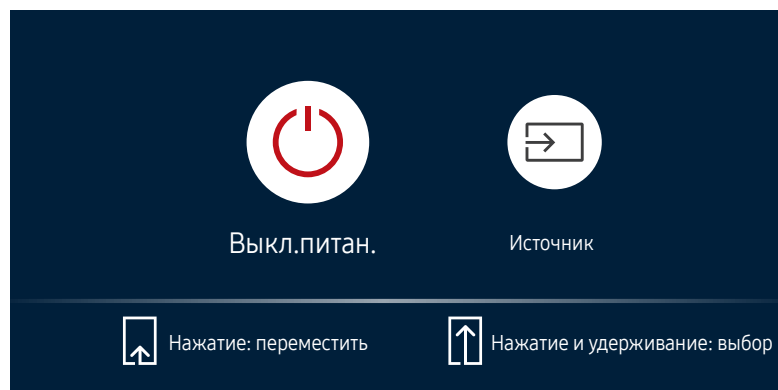 Выкл.питан.
Источник
Нажатие: переместить
Нажатие и удерживание: выбор